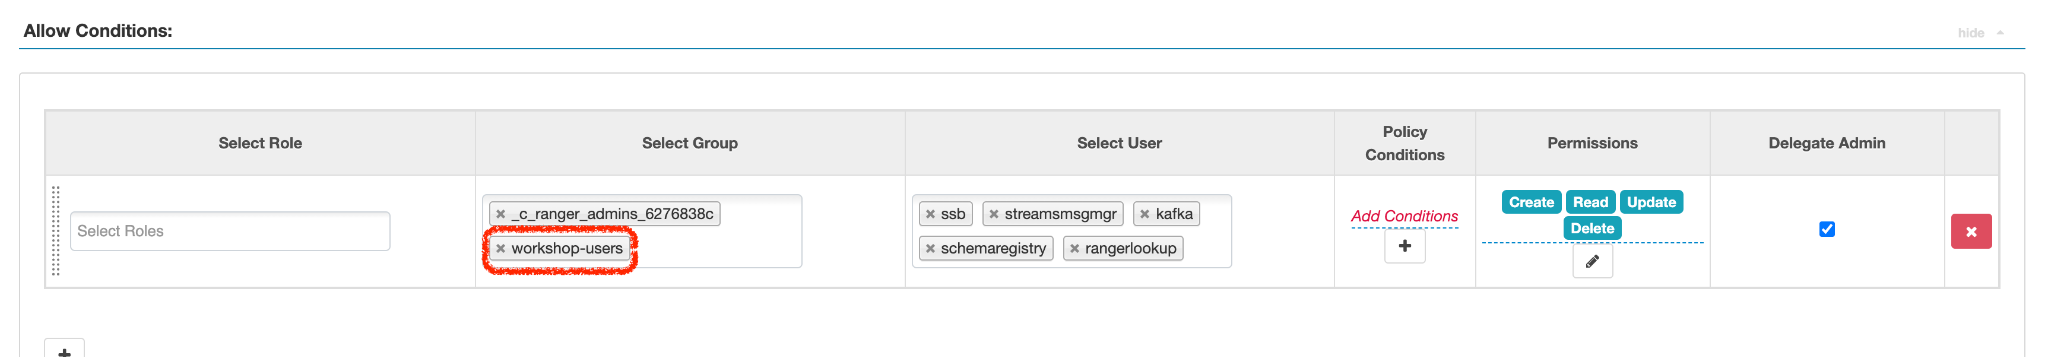 Allow Conditions:
hide
Select Role
Select Group
Select User
Policy
Conditions
Permissions
Delegate Admin
Select Roles
× _c_ranger_admins_6276838c
× workshop-users
× ssb × streamsmsgmgr × kafka
× schemaregistry × rangerlookup
Add Conditions
+
Create Read Update
Delete
×
+